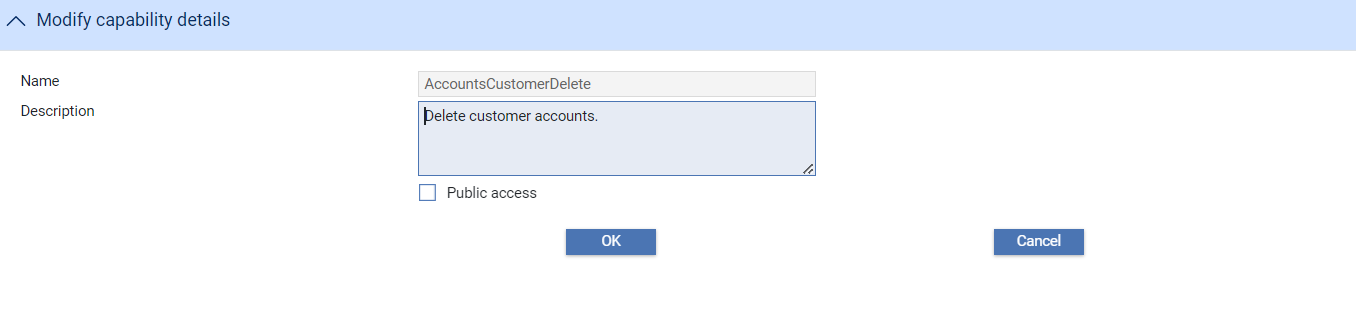 Modify capability details
Name
AccountsCustomerDelete
Description
Delete customer accounts.
Public access
OK
Cancel